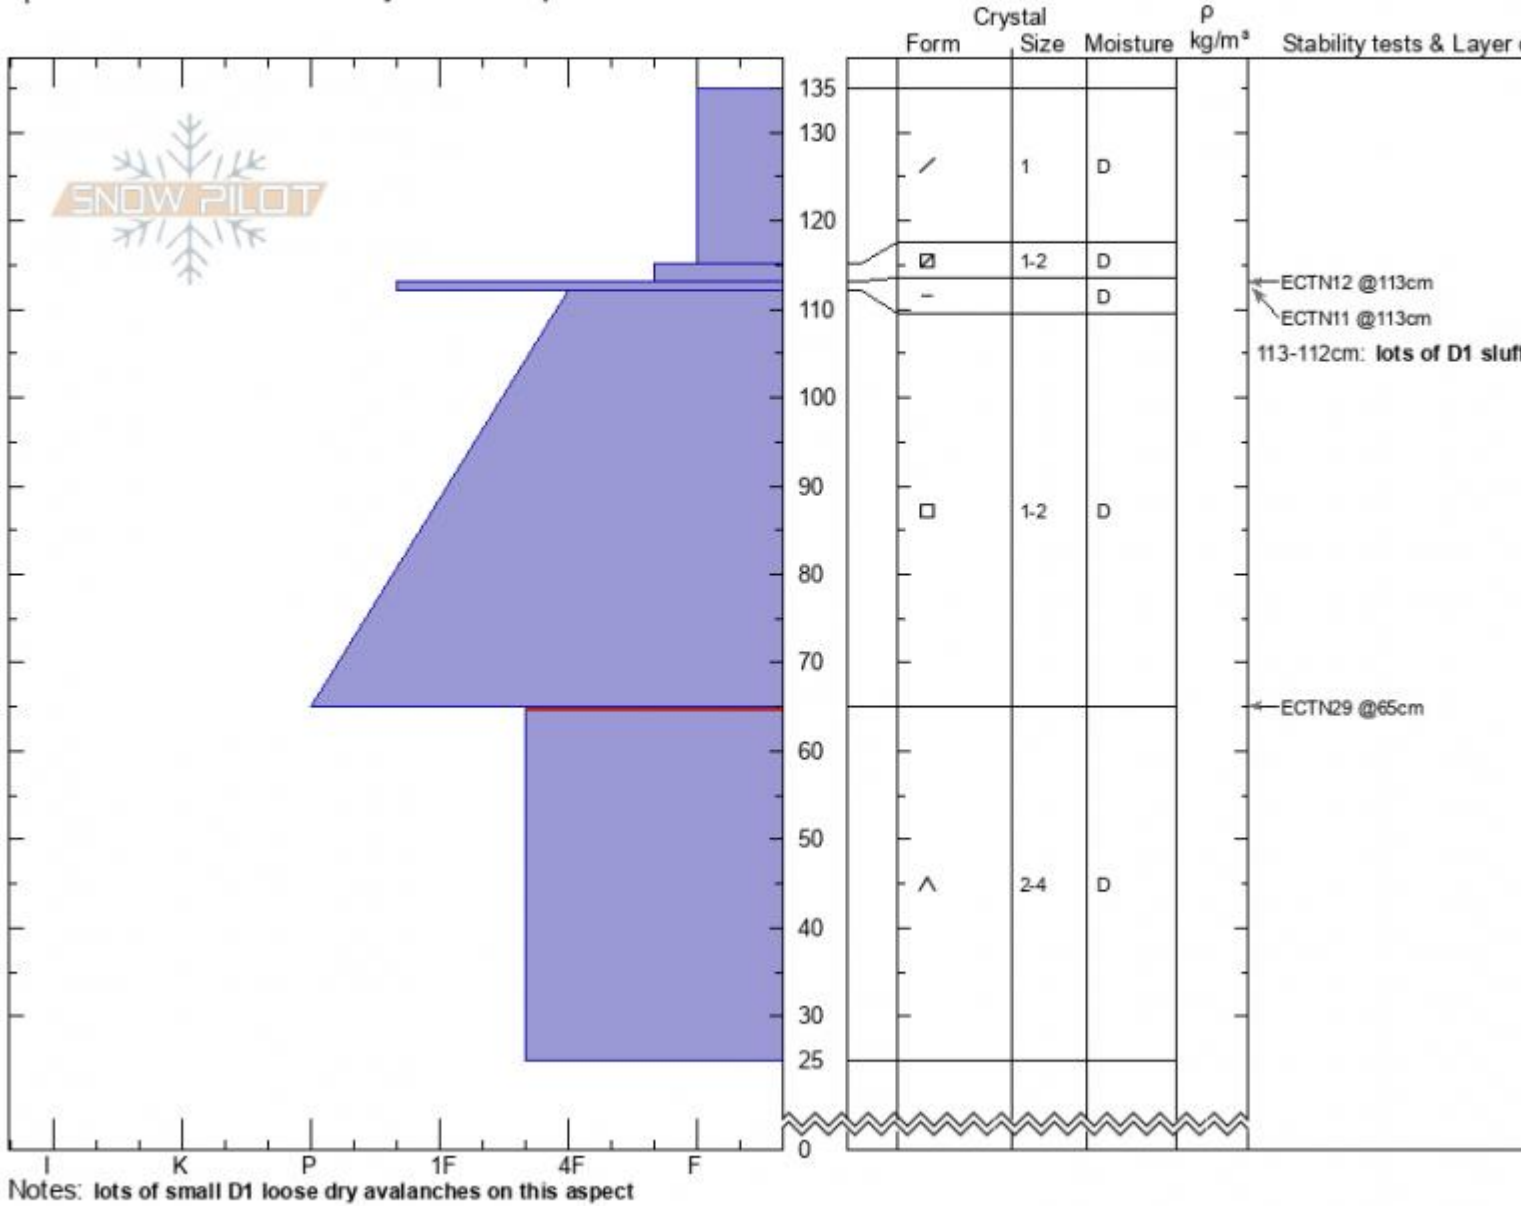 Crystal
ρ
Form Size Moisture kg/m³ Stability tests & Layer
135
130
1 D
SNOW PILOT
120
1-2 D
ECTN12 @113cm
D
110
ECTN11 @113cm
113-112cm: lots of D1 sluff
100
90
1-2 D
80
70
ECTN29 @65cm
60
50
2-4 D
40
30
25
0
I K P 1F 4F F
Notes: lots of small D1 loose dry avalanches on this aspect